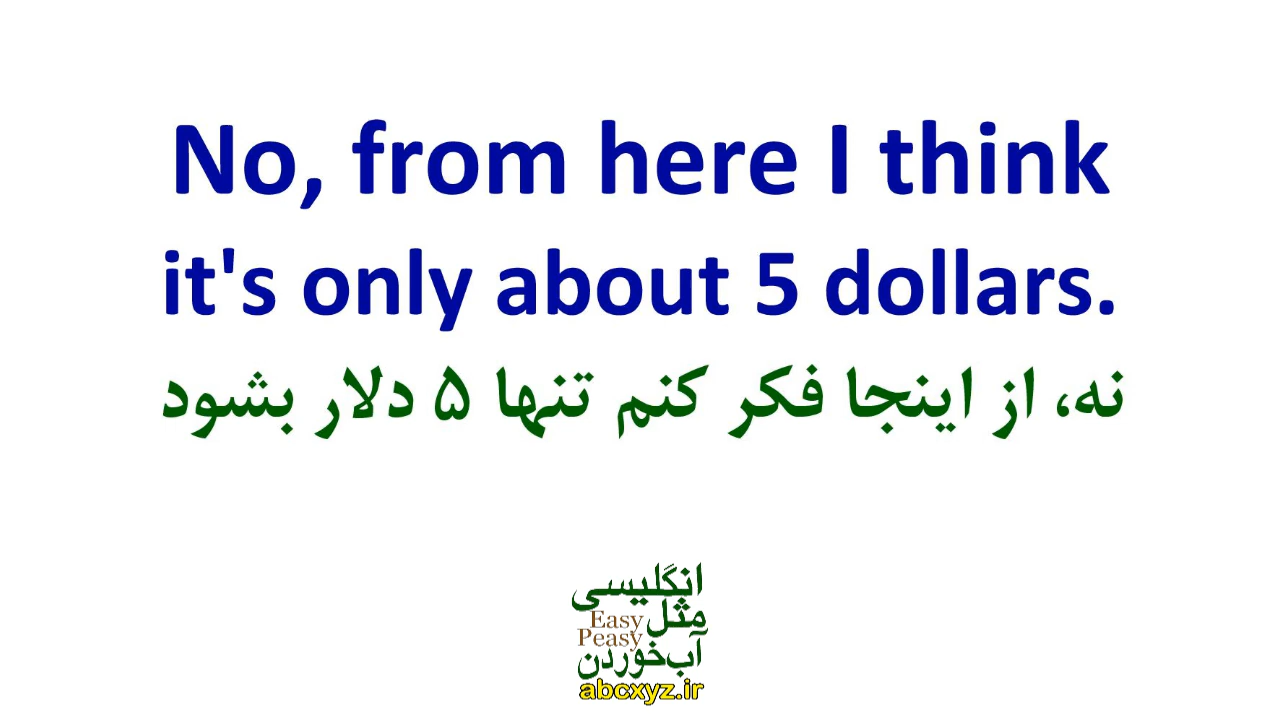 No, from here I think
it's only about 5 dollars.
نه، از اینجا فکر کنم تنها ۵ دلار بشود
انگلیسی
مثل
Easy
Peasy
آب‌خوردن
abcxyz.ir